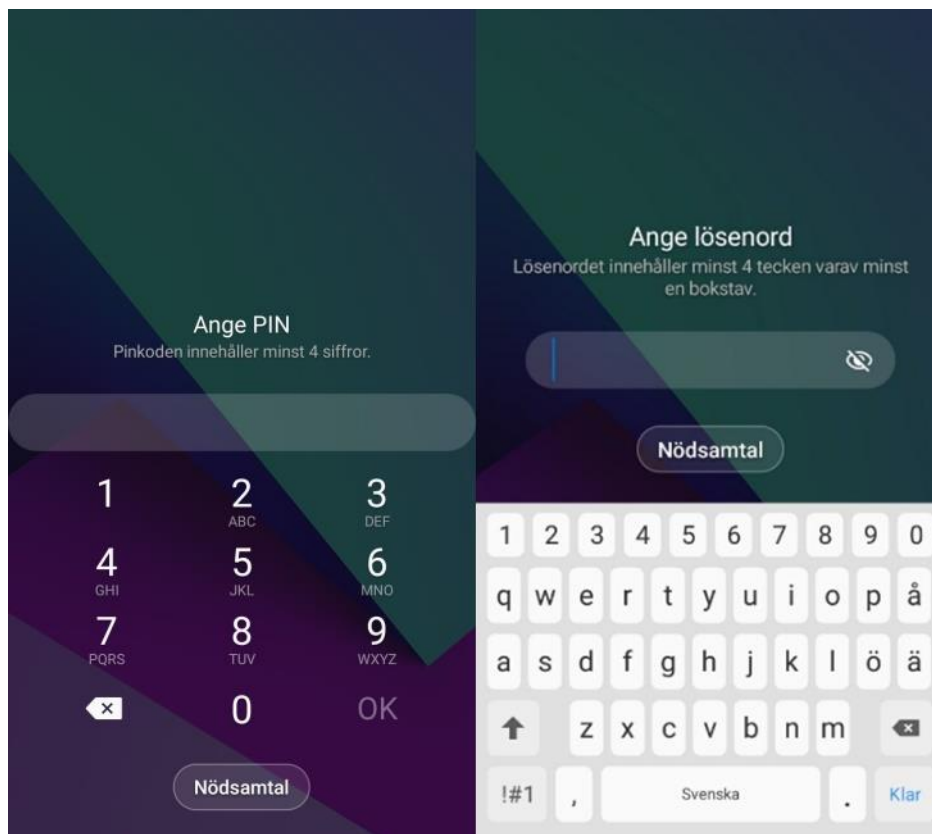 Ange PIN
Pinkoden innehåller minst 4 siffror.
1 2 3
ABC DEF
4 5 6
GHI JKL MNO
7 8 9
PQRS TUV WXYZ
0 OK
Nödsamtal
Ange lösenord
Lösenordet innehåller minst 4 tecken varav minst
en bokstav.
Nödsamtal
1 2 3 4 5 6 7 8 9 0
q w e r t y u i o p å
a s d f g h j k l ö ä
z x c v b n m
!#1 , Svenska . Klar